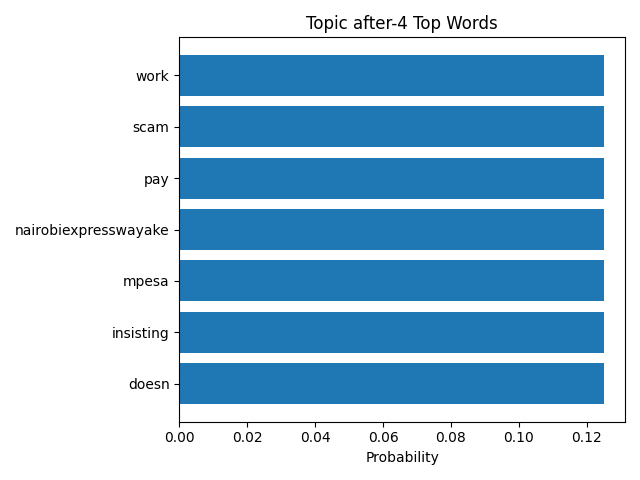 Topic after-4 Top Words
work
scam
pay
nairobiexpresswayake
mpesa
insisting
doesn
0.00 0.02 0.04 0.06 0.08 0.10 0.12
Probability